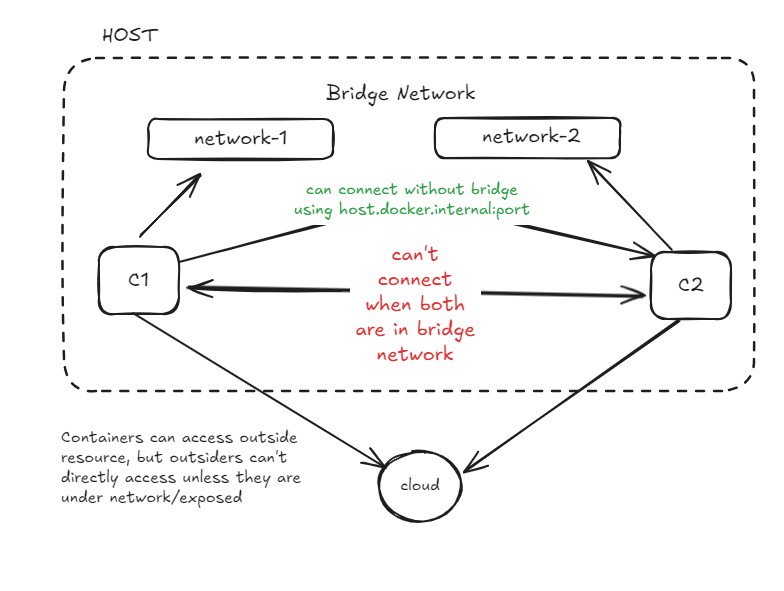 HOST
Bridge Network
network-1
network-2
can connect without bridge
using host.docker.internal:port
can't
connect
when both
are in bridge
network
C1
C2
Containers can access outside
resource, but outsiders can't
directly access unless they are
under network/exposed
cloud